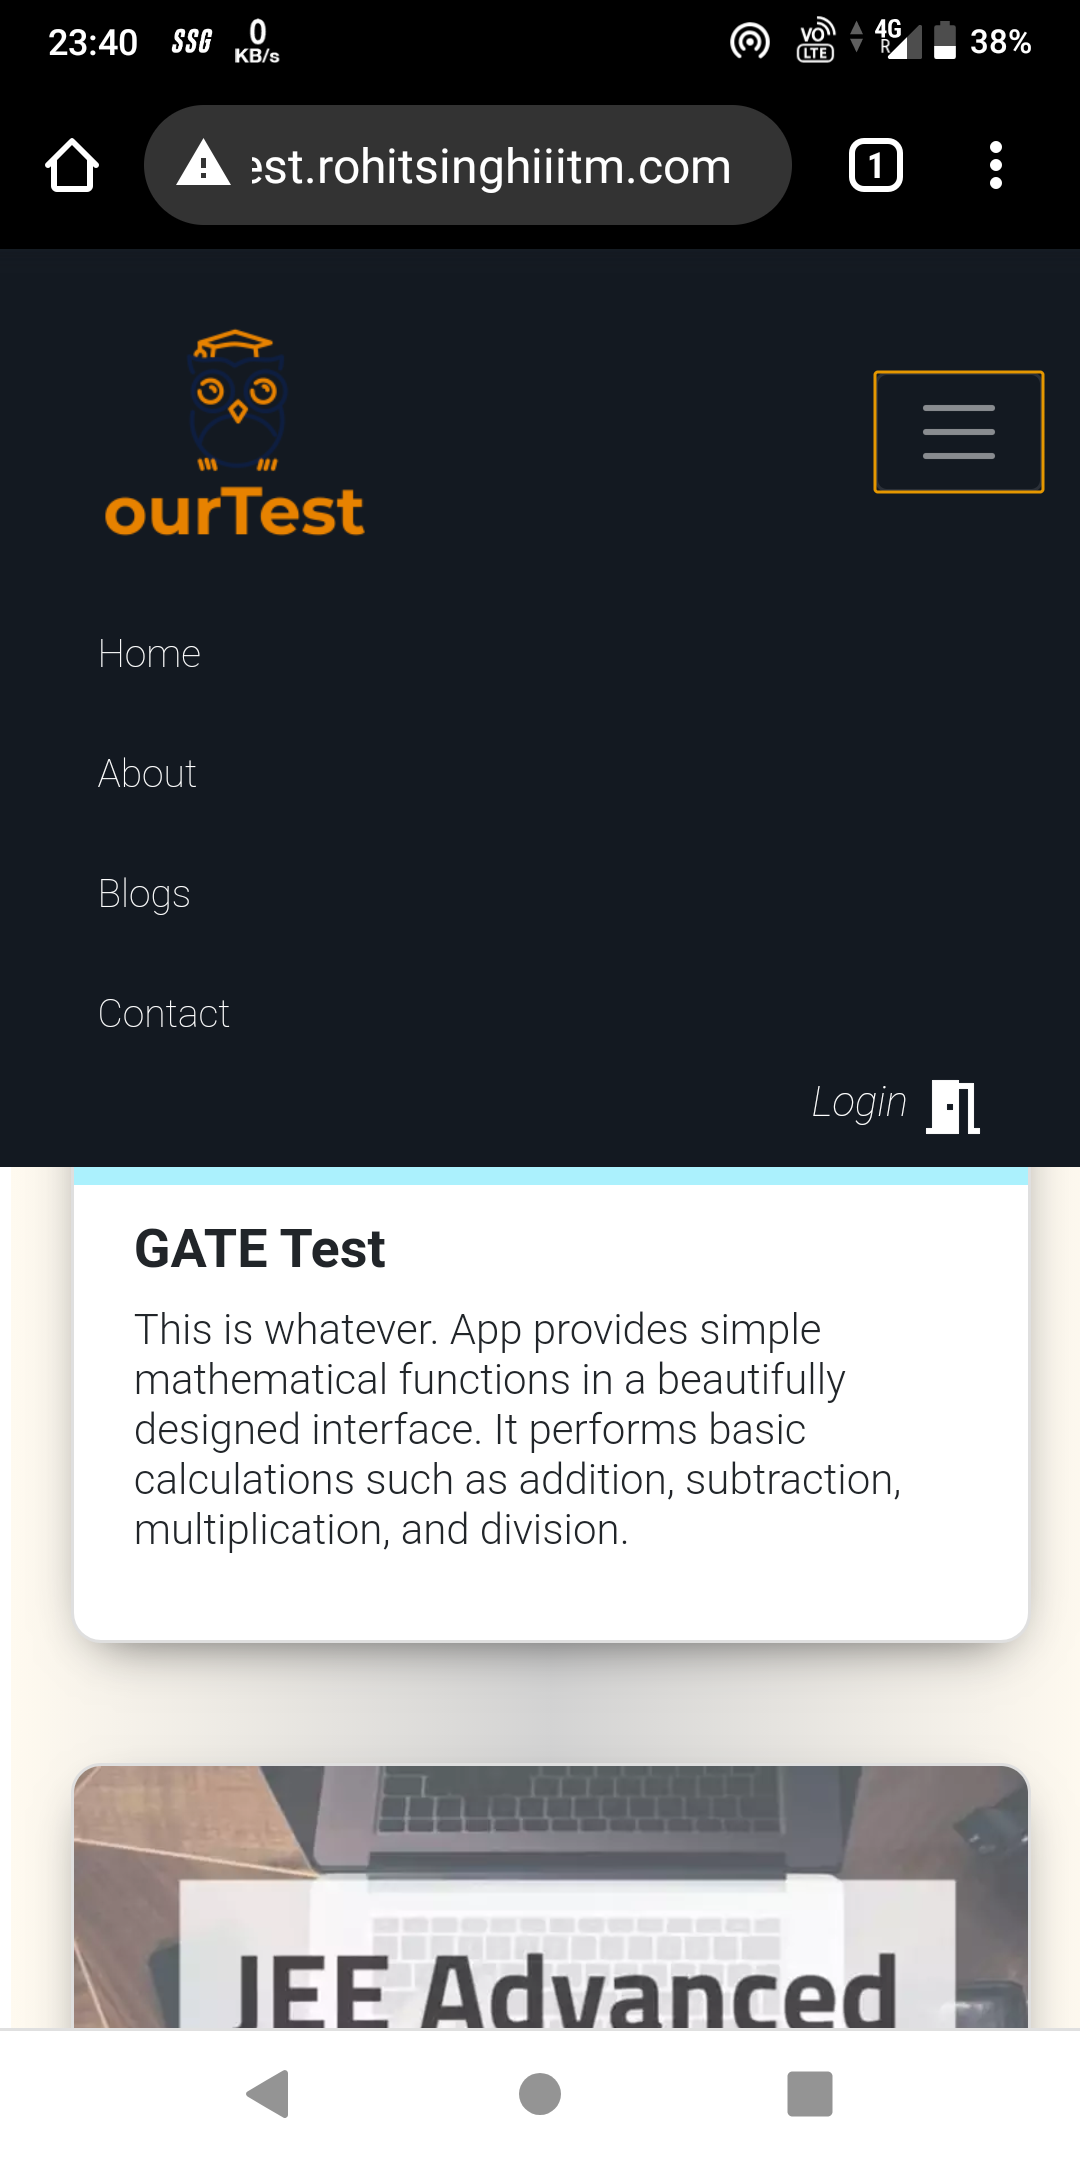 23:40 SSG 0 KB/s VO LTE 4G R 38%
est.rohitsinghiiitm.com 1
ourTest
Home
About
Blogs
Contact
Login
GATE Test
This is whatever. App provides simple
mathematical functions in a beautifully
designed interface. It performs basic
calculations such as addition, subtraction,
multiplication, and division.
JEE Advanced